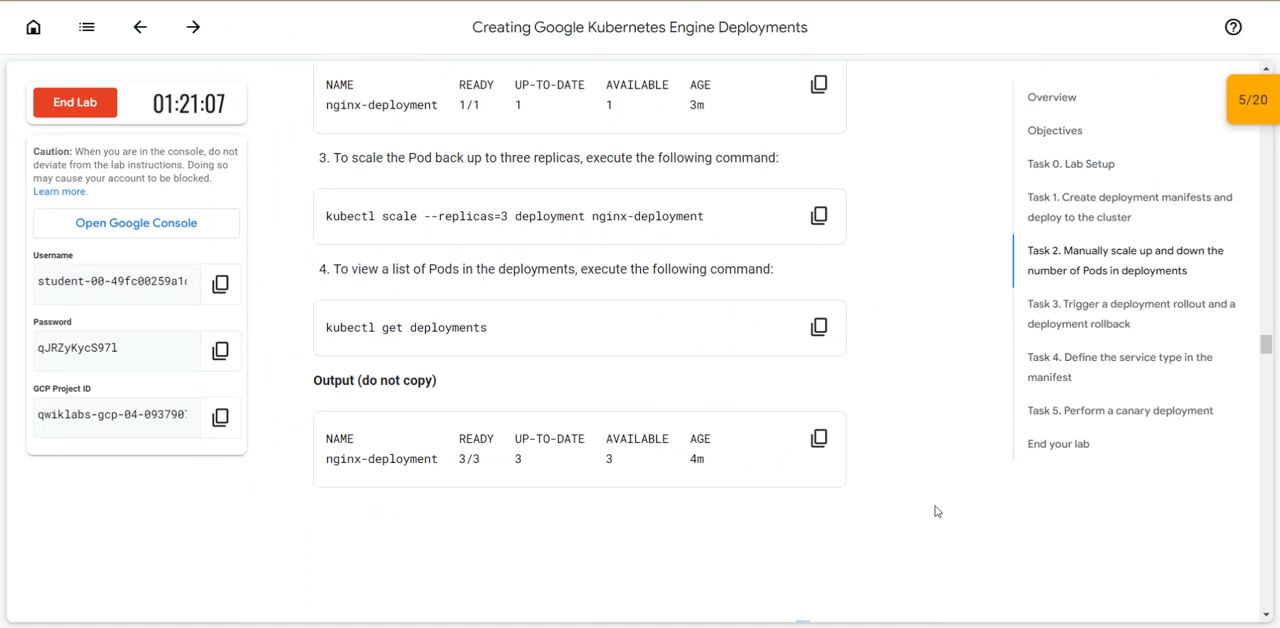 Creating Google Kubernetes Engine Deployments
End Lab
01:21:07
Caution: When you are in the console, do not
deviate from the lab instructions. Doing so
may cause your account to be blocked.
Learn more.
Open Google Console
Username
student-00-49fc00259a1
Password
qJRZyKycS97l
GCP Project ID
qwiklabs-gcp-04-093790
NAME READY UP-TO-DATE AVAILABLE AGE
nginx-deployment 1/1 1 1 3m
3. To scale the Pod back up to three replicas, execute the following command:
kubectl scale --replicas=3 deployment nginx-deployment
4. To view a list of Pods in the deployments, execute the following command:
kubectl get deployments
Output (do not copy)
NAME READY UP-TO-DATE AVAILABLE AGE
nginx-deployment 3/3 3 3 4m
5/20
Overview
Objectives
Task 0. Lab Setup
Task 1. Create deployment manifests and
deploy to the cluster
Task 2. Manually scale up and down the
number of Pods in deployments
Task 3. Trigger a deployment rollout and a
deployment rollback
Task 4. Define the service type in the
manifest
Task 5. Perform a canary deployment
End your lab